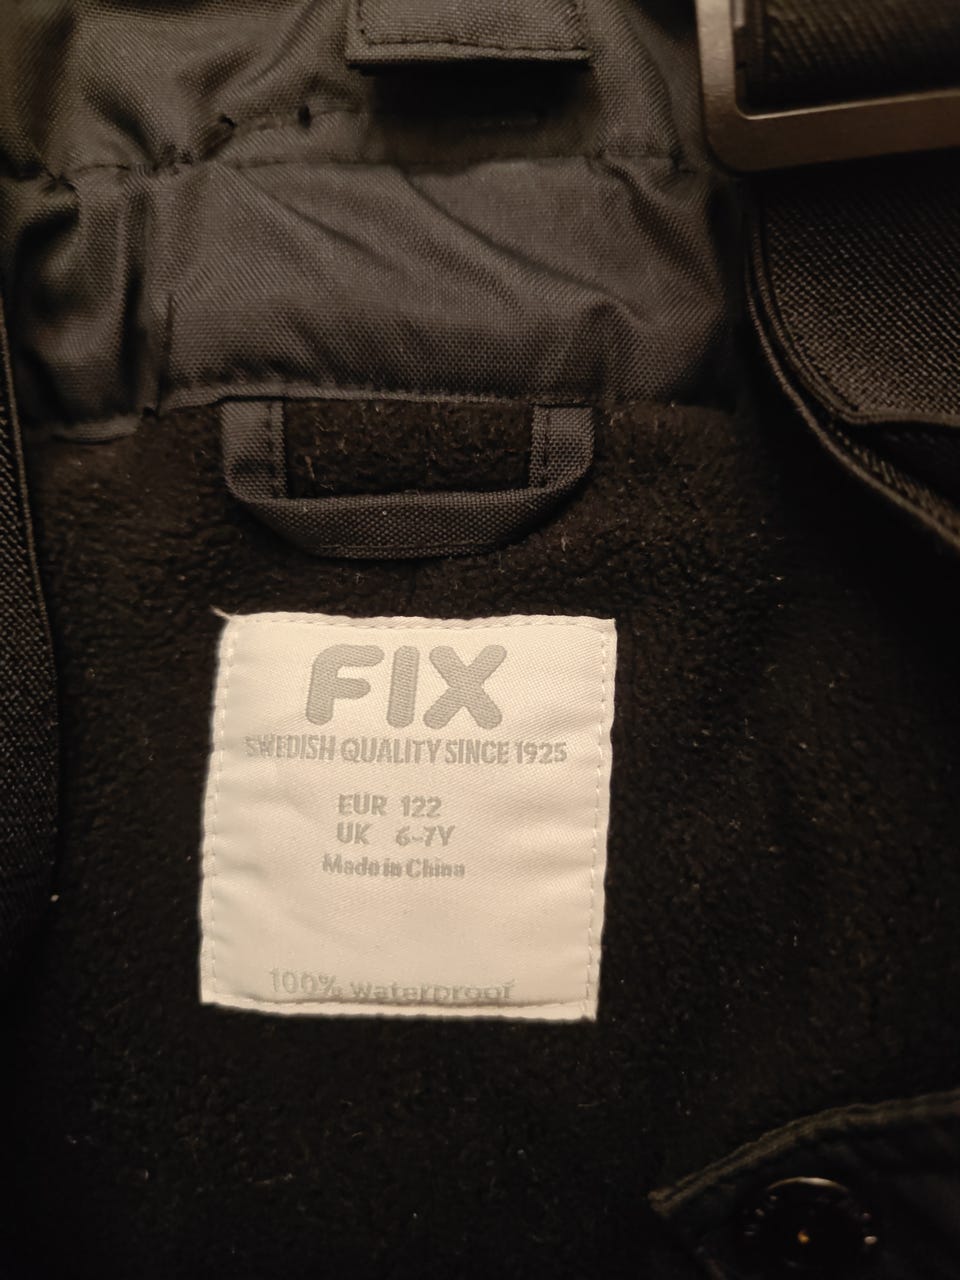 FIX
SWEDISH QUALITY SINCE 1925
EUR 122
UK 6-7Y
Made in China
100% waterproof